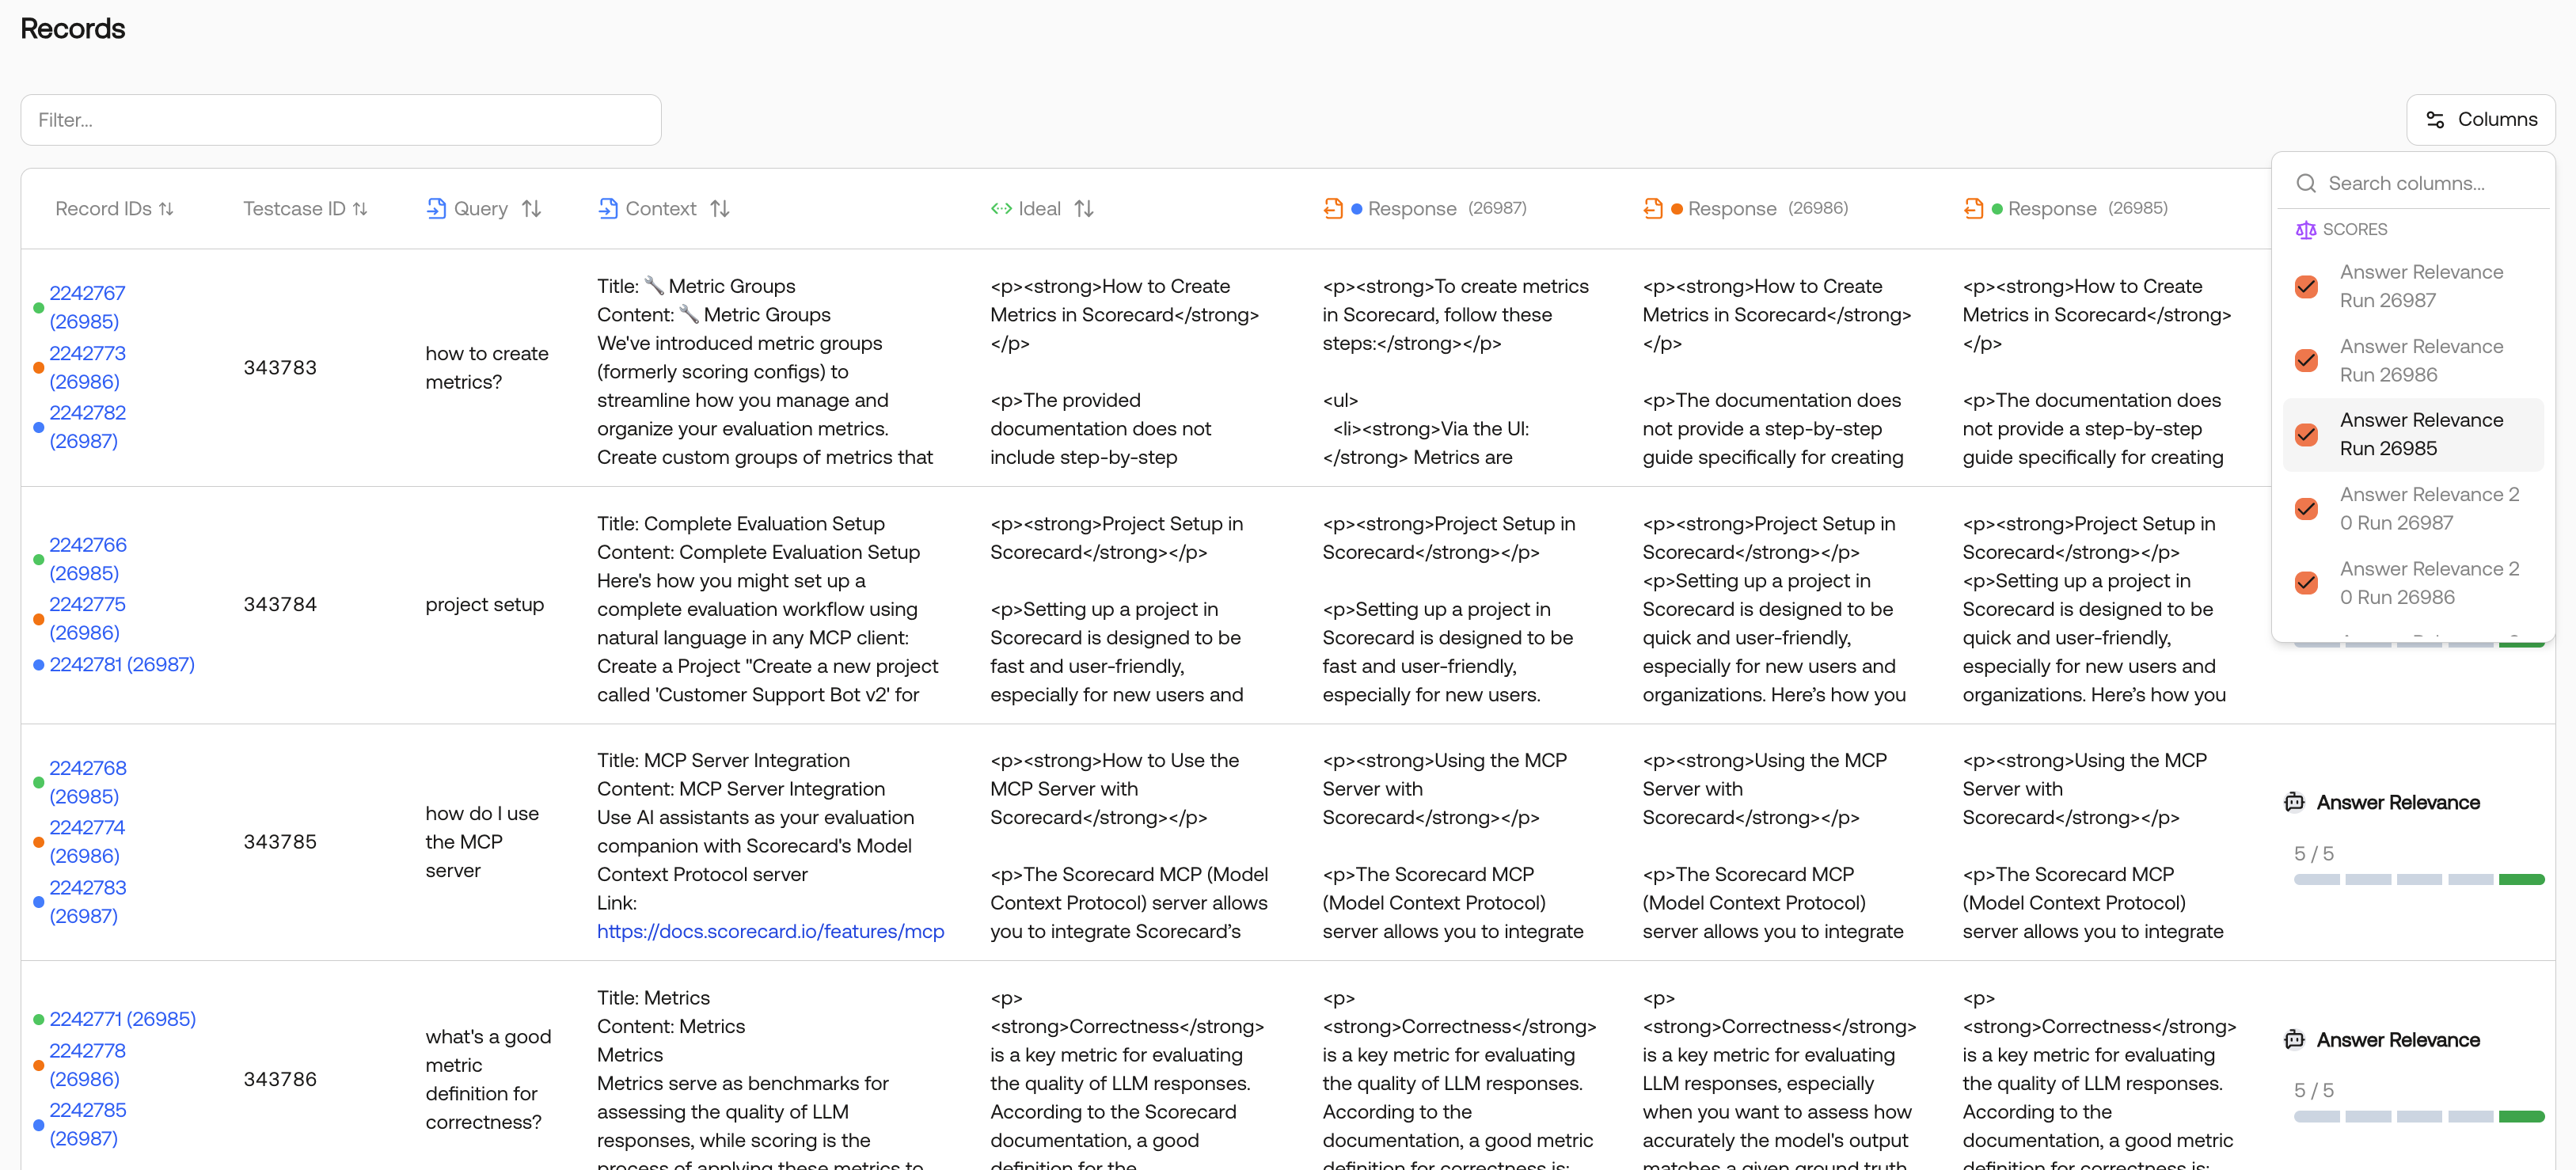 Records
Filter...
Columns
Record IDs
Testcase ID
Query
Context
Ideal
Response (26987)
Response (26986)
Response (26985)
2242767
(26985)
2242773
(26986)
2242782
(26987)
343783
how to create
metrics?
Title: 🔧 Metric Groups
Content: 🔧 Metric Groups
We've introduced metric groups
(formerly scoring configs) to
streamline how you manage and
organize your evaluation metrics.
Create custom groups of metrics that
<p><strong>How to Create
Metrics in Scorecard</strong>
</p>
<p>The provided
documentation does not
include step-by-step
<p><strong>To create metrics
in Scorecard, follow these
steps:</strong></p>
<ul>
<li><strong>Via the UI:
</strong> Metrics are
<p><strong>How to Create
Metrics in Scorecard</strong>
</p>
<p>The documentation does
not provide a step-by-step
guide specifically for creating
<p><strong>How to Create
Metrics in Scorecard</strong>
</p>
<p>The documentation does
not provide a step-by-step
guide specifically for creating
2242766
(26985)
2242775
(26986)
2242781 (26987)
343784
project setup
Title: Complete Evaluation Setup
Content: Complete Evaluation Setup
Here's how you might set up a
complete evaluation workflow using
natural language in any MCP client:
Create a Project "Create a new project
called 'Customer Support Bot v2' for
<p><strong>Project Setup in
Scorecard</strong></p>
<p>Setting up a project in
Scorecard is designed to be
fast and user-friendly,
especially for new users and
<p><strong>Project Setup in
Scorecard</strong></p>
<p>Setting up a project in
Scorecard is designed to be
fast and user-friendly,
especially for new users.
<p><strong>Project Setup in
Scorecard</strong></p>
<p>Setting up a project in
Scorecard is designed to be
quick and user-friendly,
especially for new users and
organizations. Here’s how you
<p><strong>Project Setup in
Scorecard</strong></p>
<p>Setting up a project in
Scorecard is designed to be
quick and user-friendly,
especially for new users and
organizations. Here’s how you
2242768
(26985)
2242774
(26986)
2242783
(26987)
343785
how do I use
the MCP
server
Title: MCP Server Integration
Content: MCP Server Integration
Use AI assistants as your evaluation
companion with Scorecard's Model
Context Protocol server
Link:
https://docs.scorecard.io/features/mcp
<p><strong>How to Use the
MCP Server with
Scorecard</strong></p>
<p>The Scorecard MCP (Model
Context Protocol) server allows
you to integrate Scorecard’s
<p><strong>Using the MCP
Server with
Scorecard</strong></p>
<p>The Scorecard MCP
(Model Context Protocol)
server allows you to integrate
<p><strong>Using the MCP
Server with
Scorecard</strong></p>
<p>The Scorecard MCP
(Model Context Protocol)
server allows you to integrate
<p><strong>Using the MCP
Server with
Scorecard</strong></p>
<p>The Scorecard MCP
(Model Context Protocol)
server allows you to integrate
Answer Relevance
5 / 5
2242771 (26985)
2242778
(26986)
2242785
(26987)
343786
what's a good
metric
definition for
correctness?
Title: Metrics
Content: Metrics
Metrics
Metrics serve as benchmarks for
assessing the quality of LLM
responses, while scoring is the
process of applying these metrics to
<p>
<strong>Correctness</strong>
is a key metric for evaluating
the quality of LLM responses.
According to the Scorecard
documentation, a good
definition for the
<p>
<strong>Correctness</strong>
is a key metric for evaluating
the quality of LLM responses.
According to the
documentation, a good metric
definition for correctness is:
<p>
<strong>Correctness</strong>
is a key metric for evaluating
LLM responses, especially
when you want to assess how
accurately the model's output
matches a given ground truth
<p>
<strong>Correctness</strong>
is a key metric for evaluating
the quality of LLM responses.
According to the
documentation, a good metric
definition for correctness is:
Answer Relevance
5 / 5
Search columns...
SCORES
Answer Relevance
Run 26987
Answer Relevance
Run 26986
Answer Relevance
Run 26985
Answer Relevance 2
0 Run 26987
Answer Relevance 2
0 Run 26986